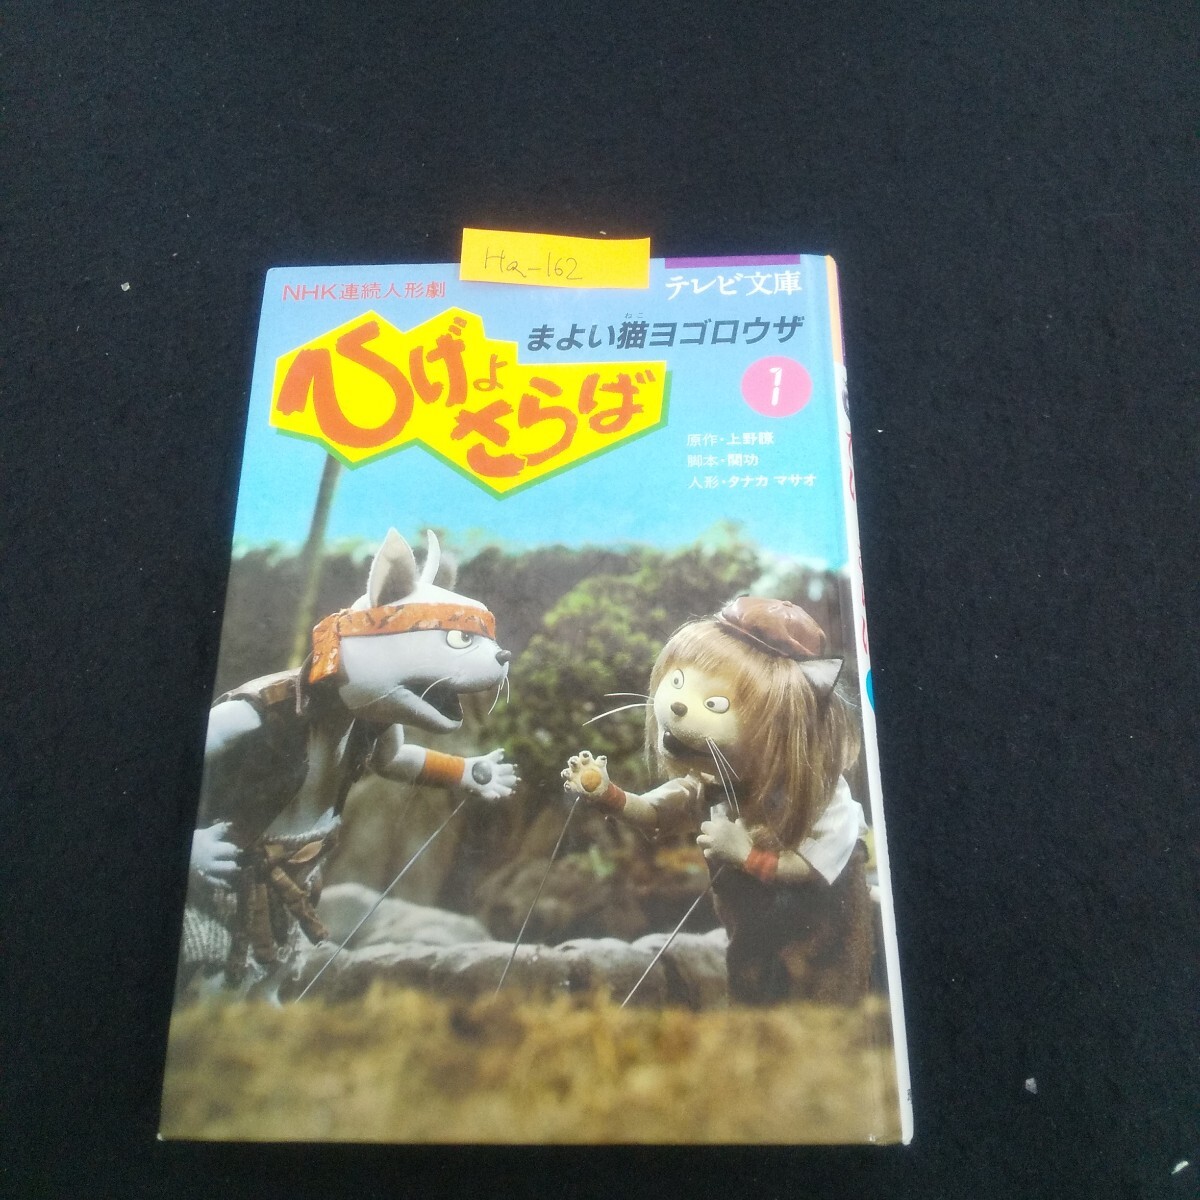 Ha-162
NHK連続人形劇
テレビ文庫
まよい猫ヨゴロウザ
ねこ
ひげよ
さらば
1
原作・上野瞭
脚本・関功
人形・タナカ マサオ